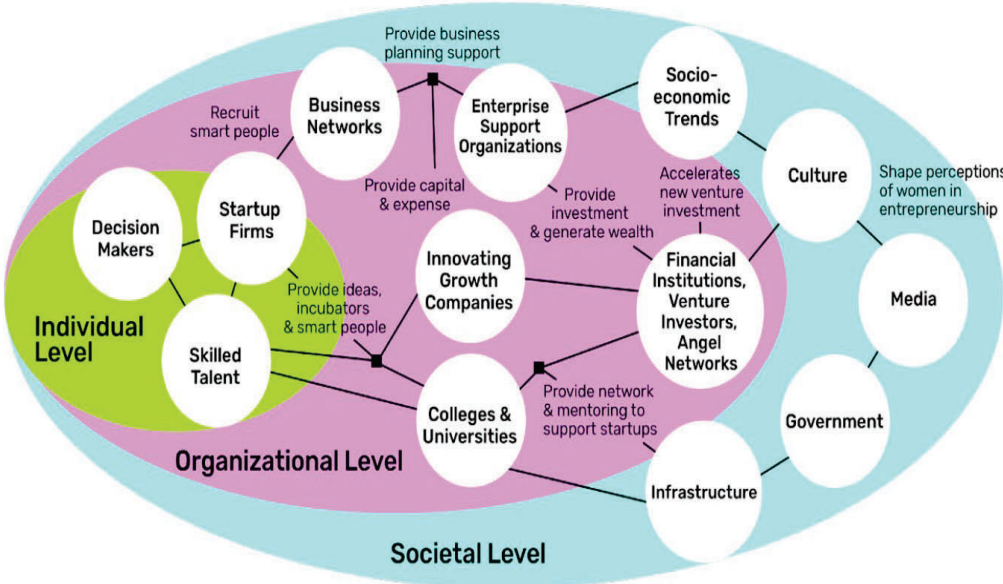 Provide business
planning support
Socio-
economic
Trends
Business
Networks
Enterprise
Support
Organizations
Recruit
smart people
Provide capital
& expense
Accelerates
new venture
investment
Culture
Shape perceptions
of women in
entrepreneurship
Decision
Makers
Startup
Firms
Provide
investment
& generate wealth
Innovating
Growth
Companies
Financial
Institutions,
Venture
Investors,
Angel
Networks
Media
Provide ideas,
incubators
& smart people
Individual
Level
Skilled
Talent
Colleges &
Universities
Provide network
& mentoring to
support startups
Government
Organizational Level
Infrastructure
Societal Level